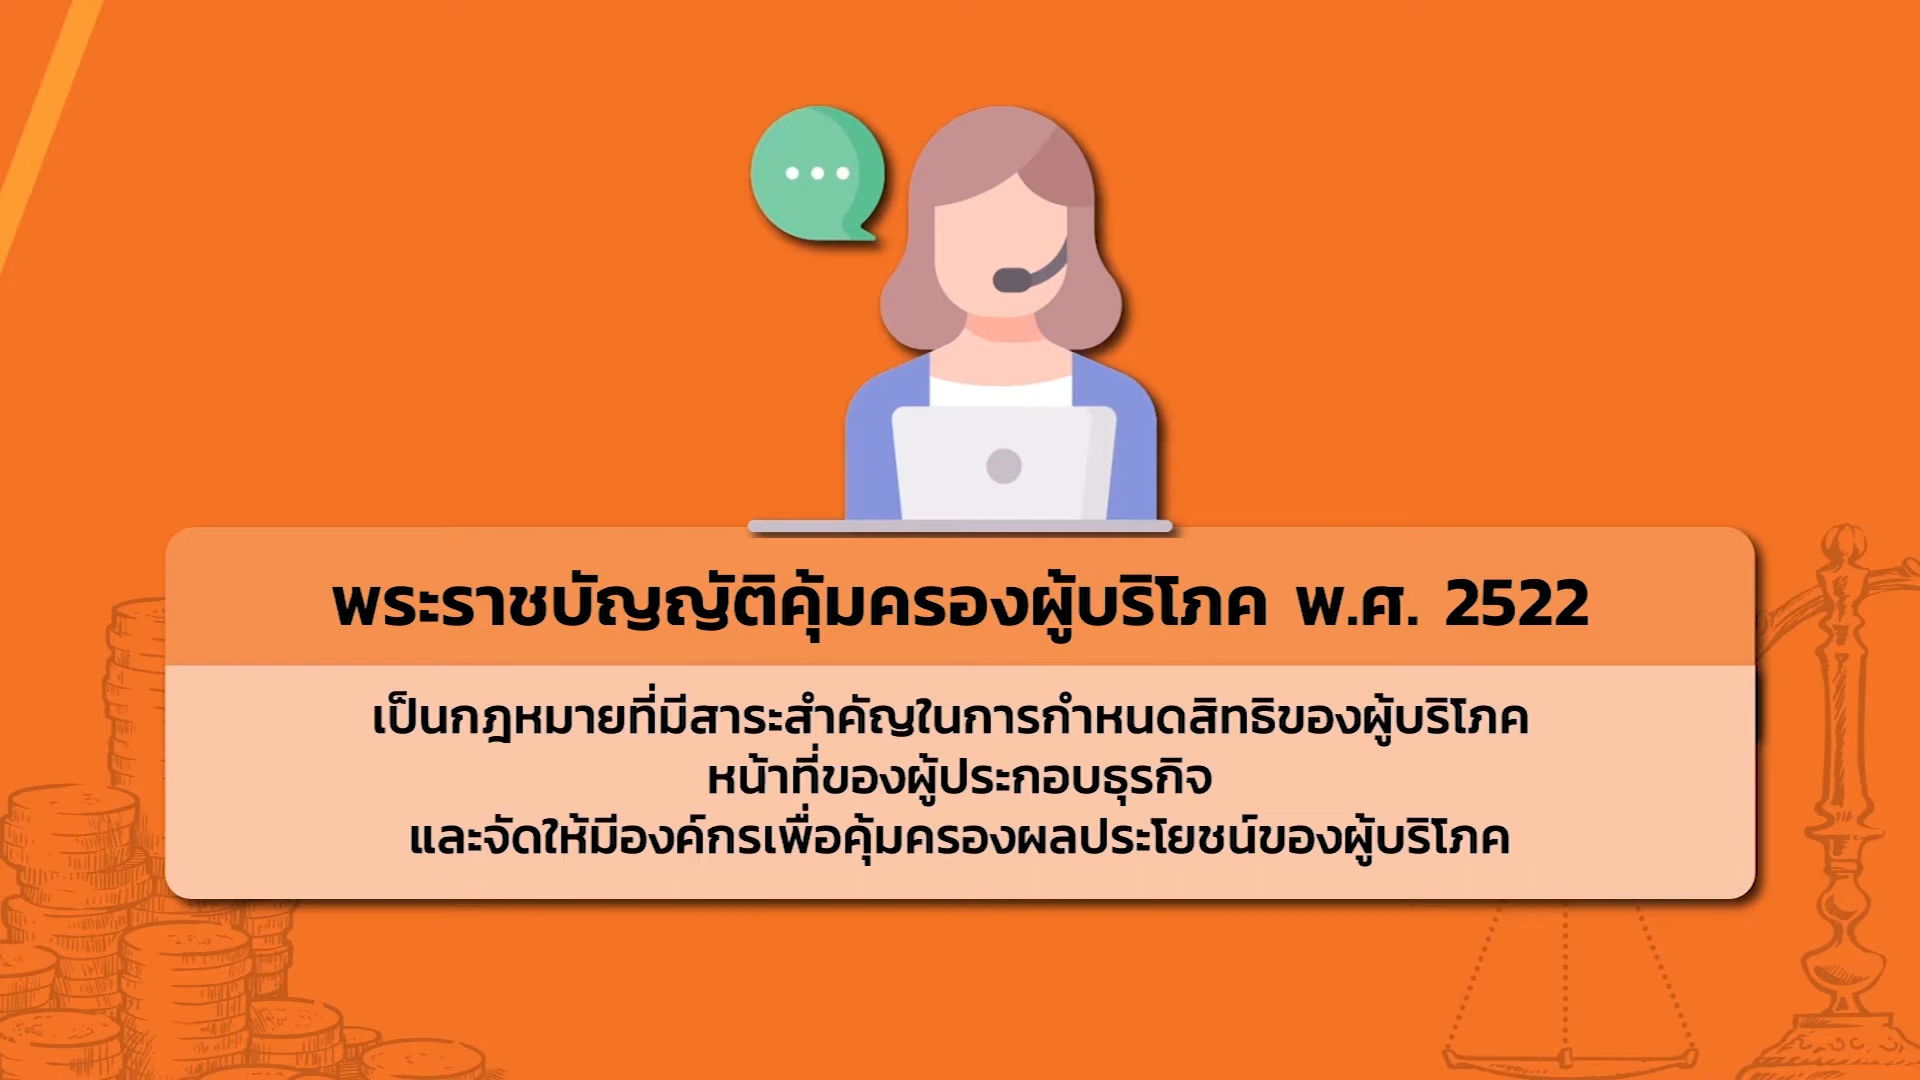 พระราชบัญญัติคุ้มครองผู้บริโภค พ.ศ. 2522
เป็นกฎหมายที่มีสาระสำคัญในการกำหนดสิทธิของผู้บริโภค
หน้าที่ของผู้ประกอบธุรกิจ
และจัดให้มีองค์กรเพื่อคุ้มครองผลประโยชน์ของผู้บริโภค